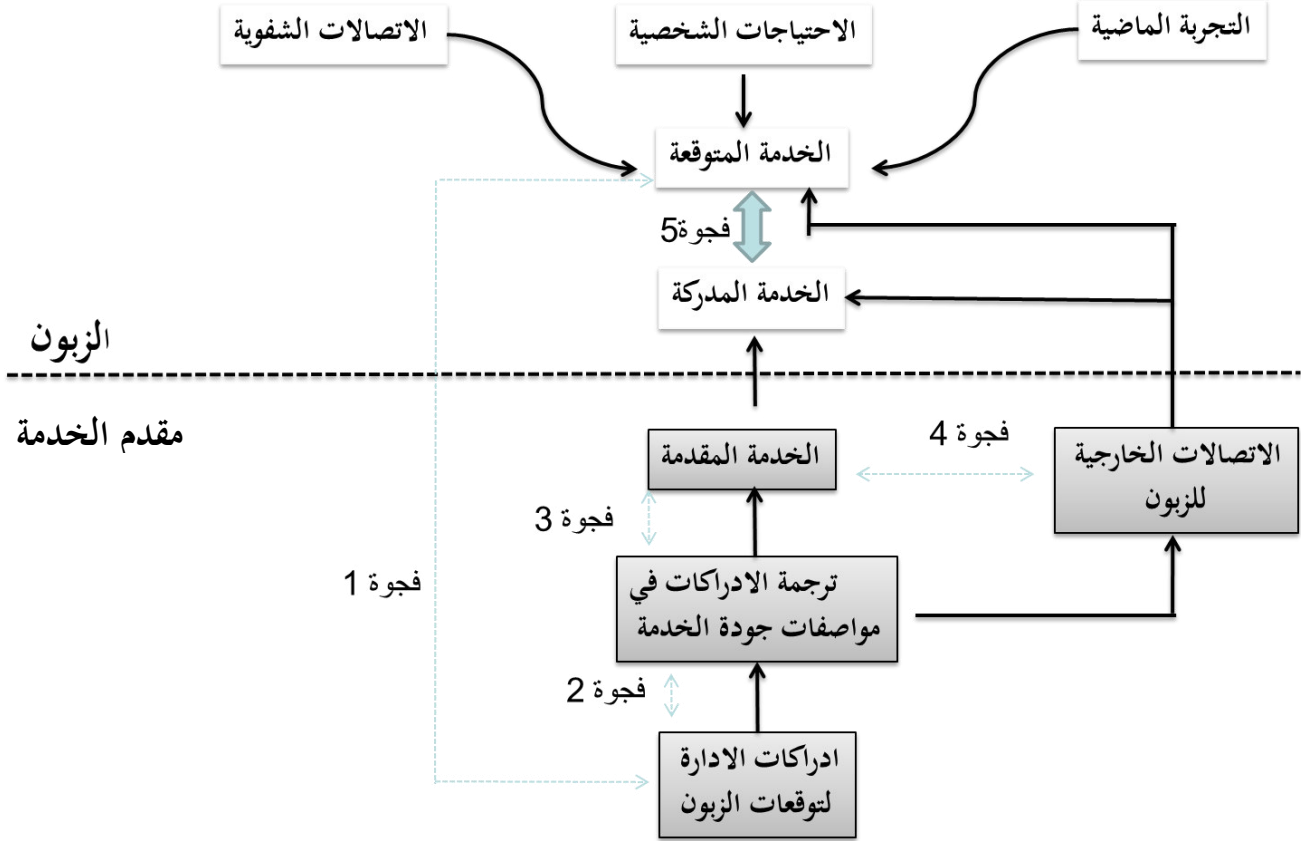 التجربة الماضية
الاحتياجات الشخصية
الاتصالات الشفوية
الخدمة المتوقعة
فجوة5
الخدمة المدركة
الزبون
مقدم الخدمة
الاتصالات الخارجية
للزبون
فجوة 4
الخدمة المقدمة
فجوة 3
ترجمة الادراكات في
مواصفات جودة الخدمة
فجوة 1
فجوة 2
ادراكات الادارة
لتوقعات الزبون